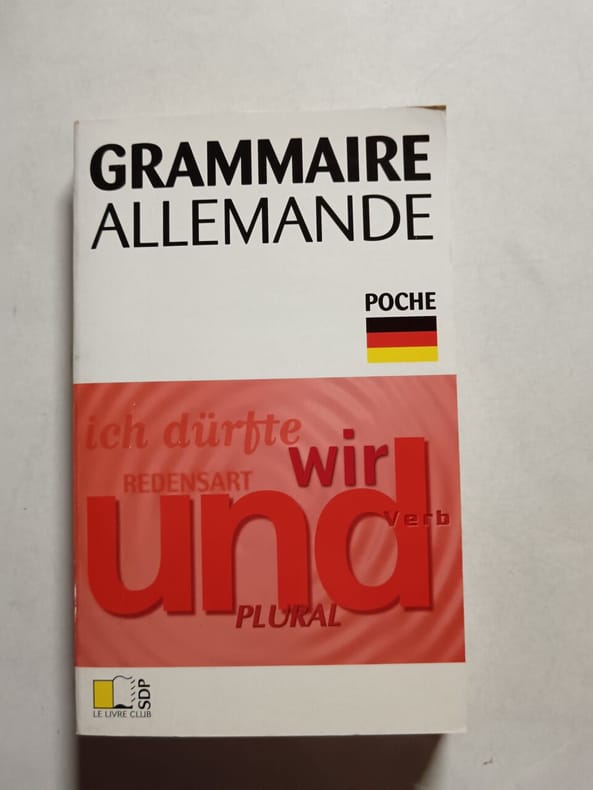 GRAMMAIRE
ALLEMANDE
POCHE
ich dürfte
wir
REDENSART
und
Verb
PLURAL
SDP
LE LIVRE CLUB